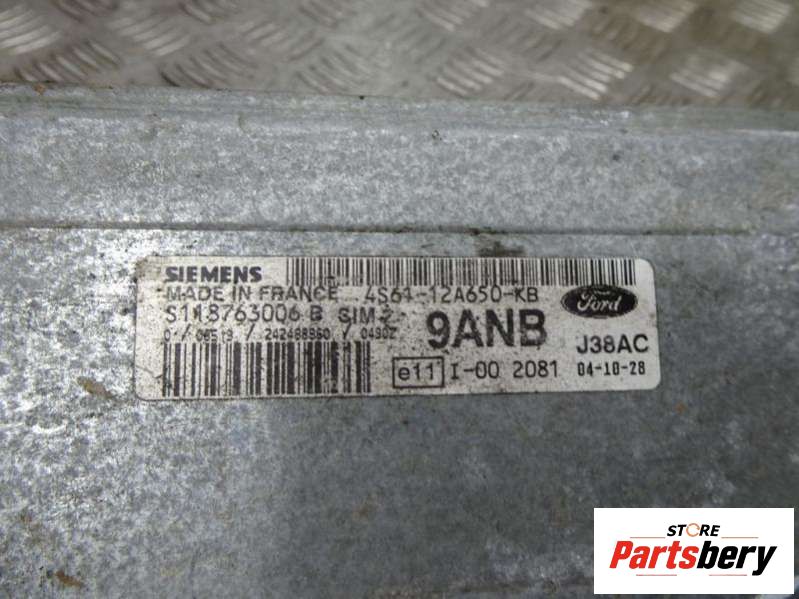 SIEMENS
MADE IN FRANCE 4S61-12A650-KB
S118763006 B SIM2
9ANB
Ford
J38AC
e11 I-00 2081 04-10-28
STORE
Partsbery